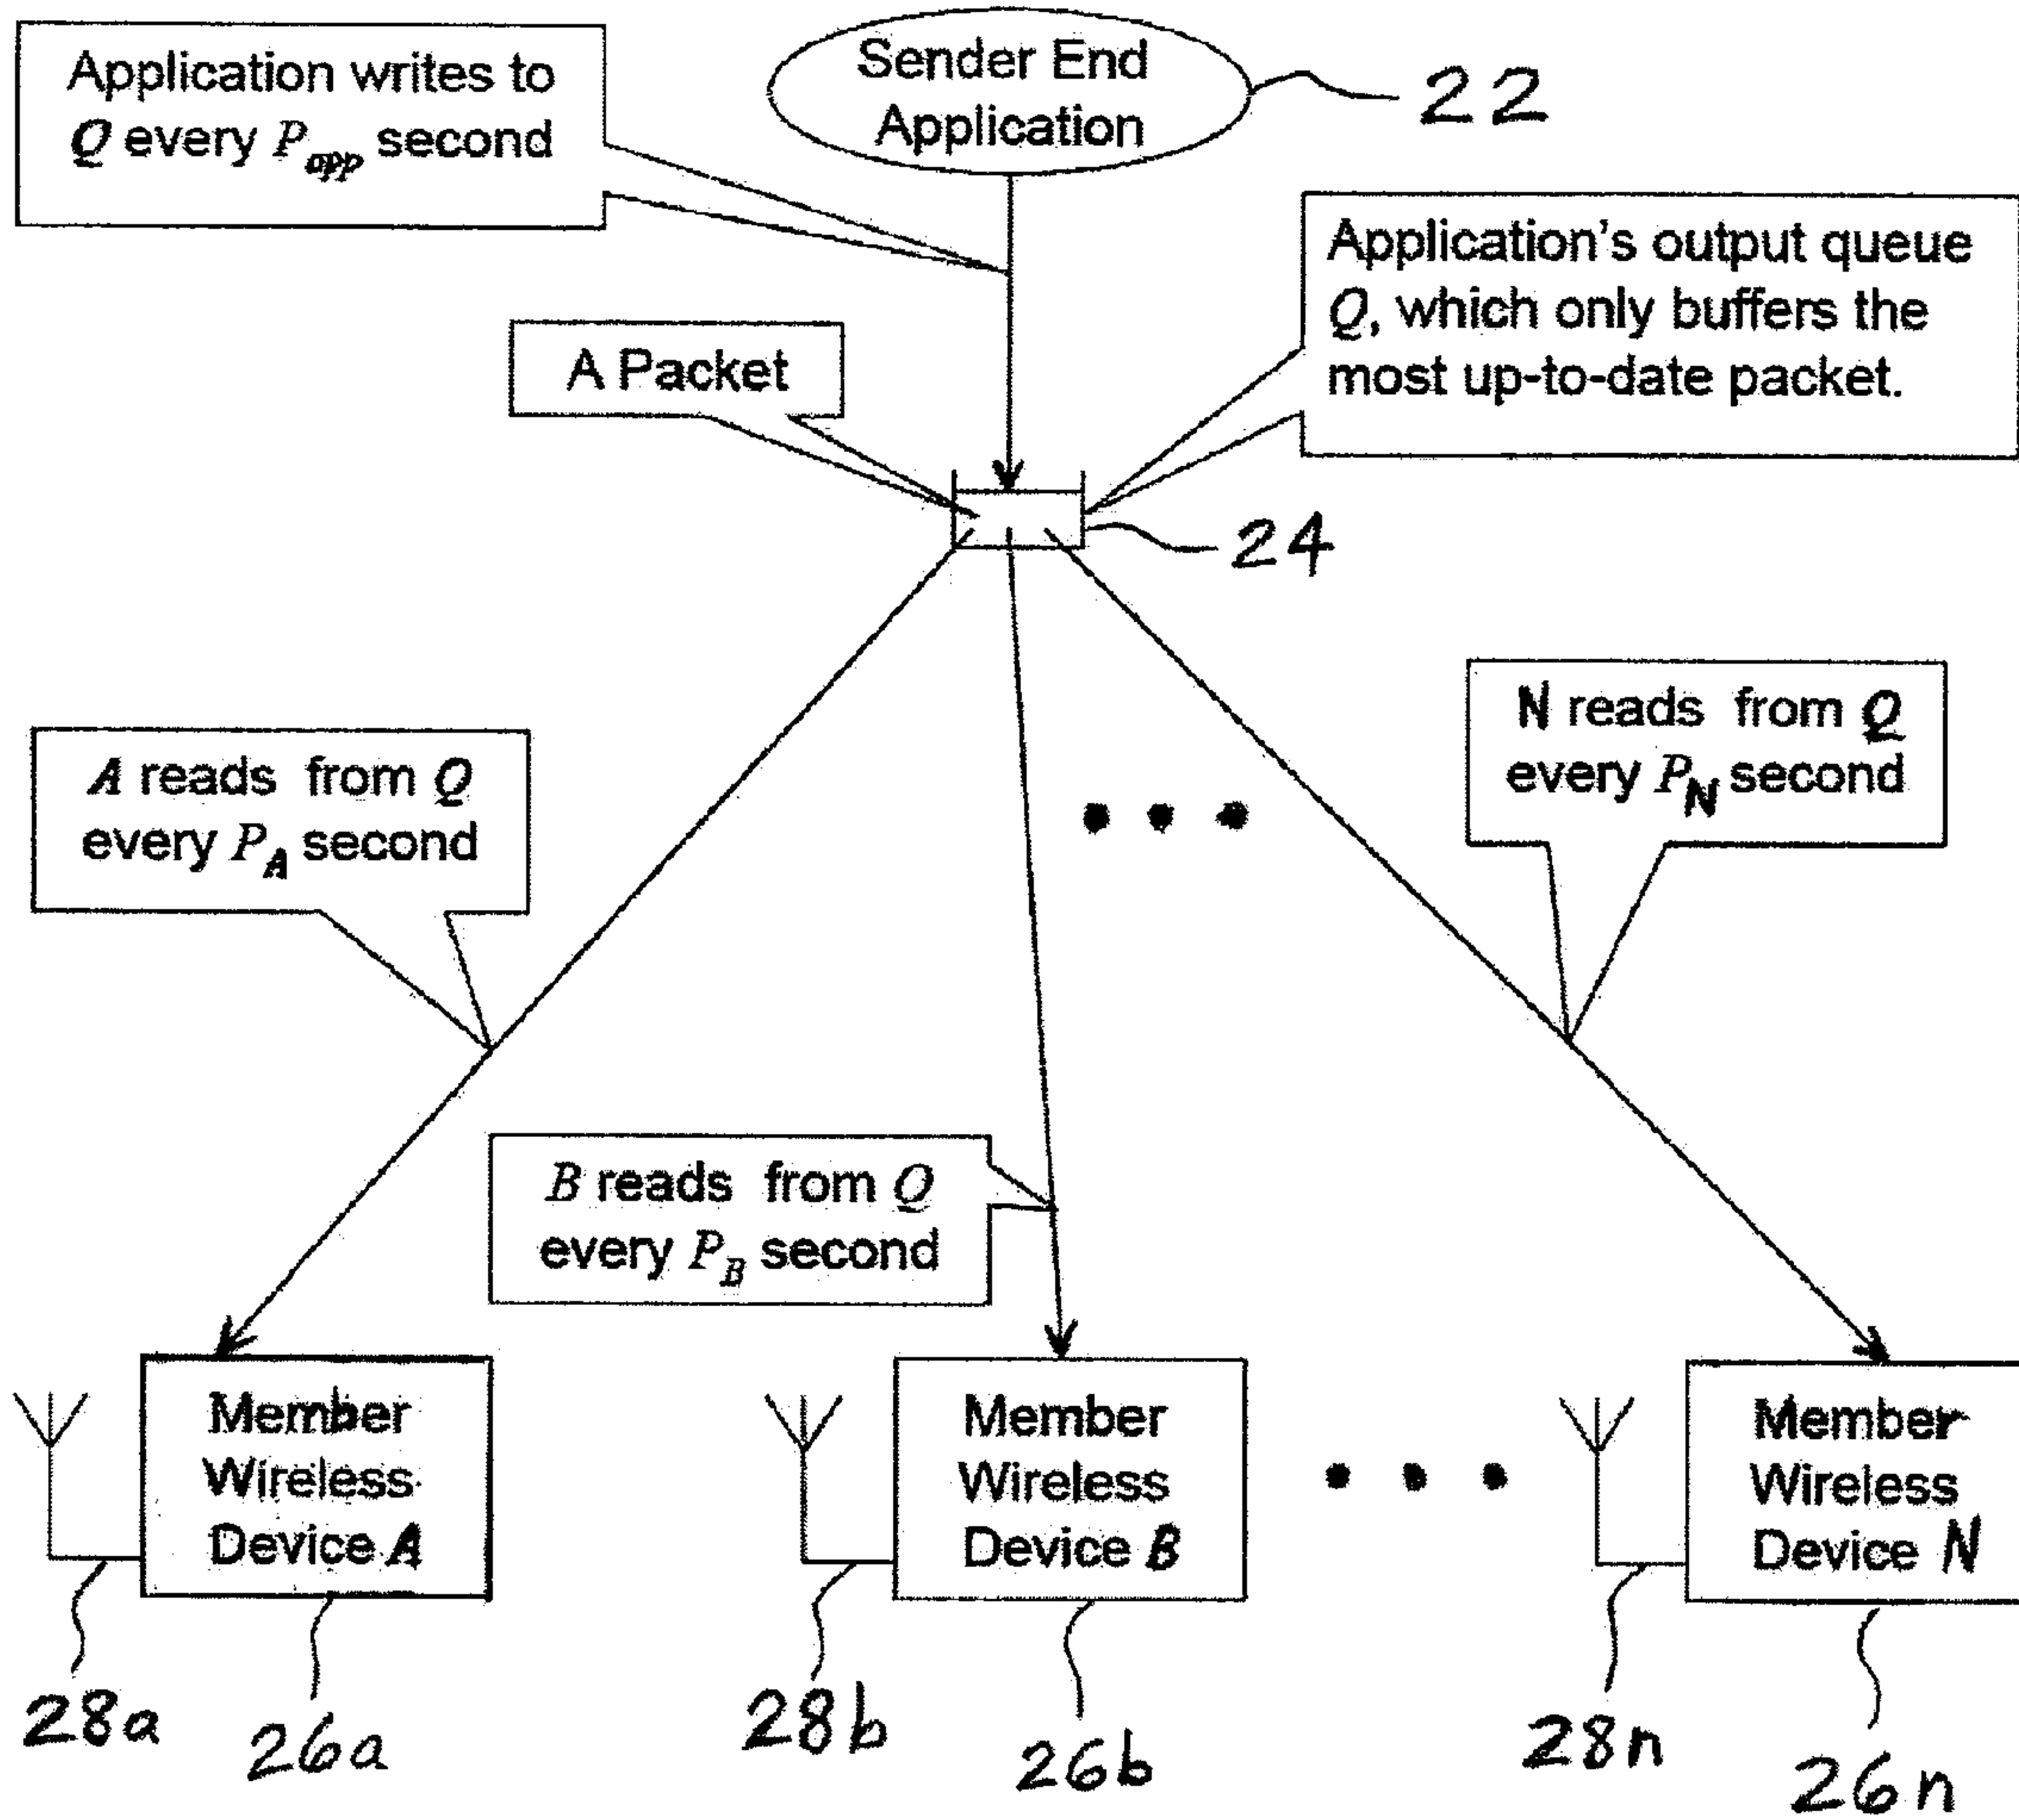 Application writes to
Q every P_app second
Sender End
Application
22
Application's output queue
Q, which only buffers the
most up-to-date packet.
A Packet
24
A reads from Q
every P_A second
N reads from Q
every P_N second
B reads from Q
every P_B second
Member
Wireless
Device A
Member
Wireless
Device B
Member
Wireless
Device N
28a
26a
28b
26b
28n
26n